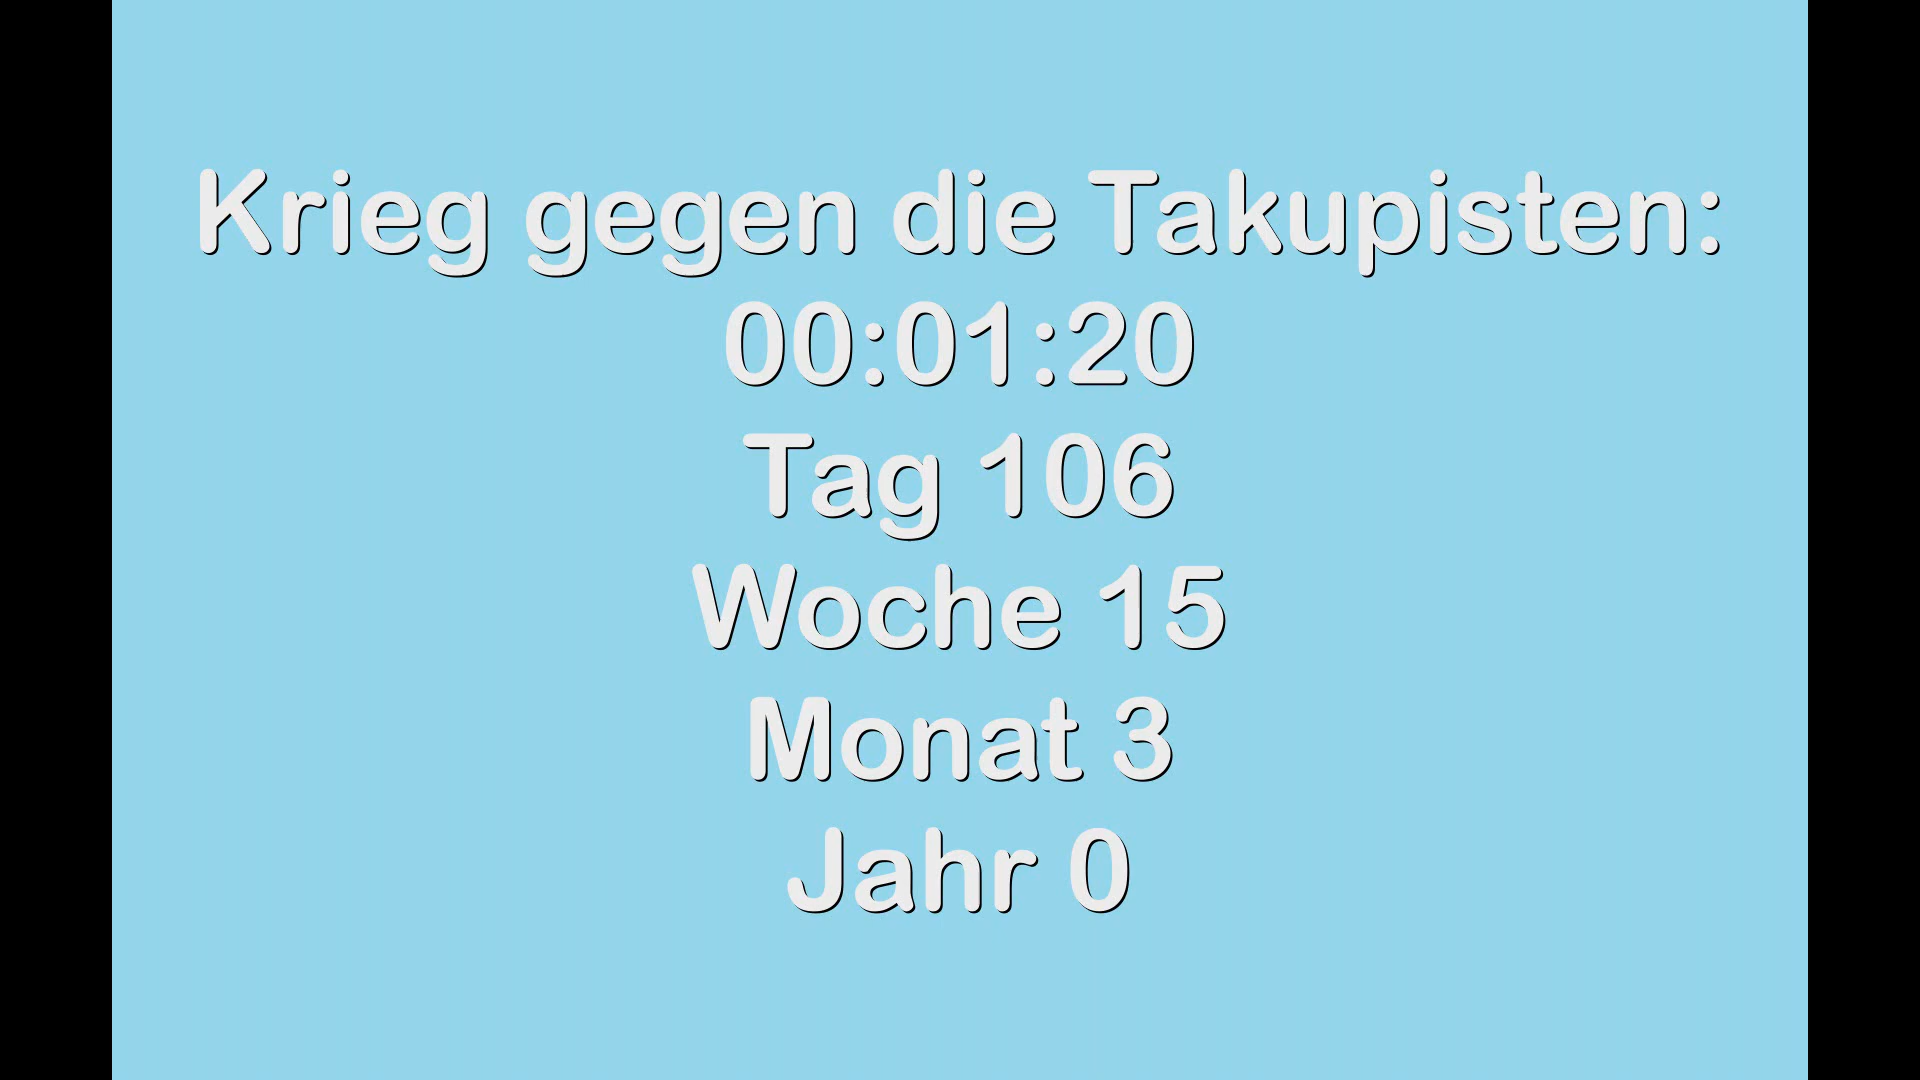 Krieg gegen die Takupisten:
00:01:20
Tag 106
Woche 15
Monat 3
Jahr 0